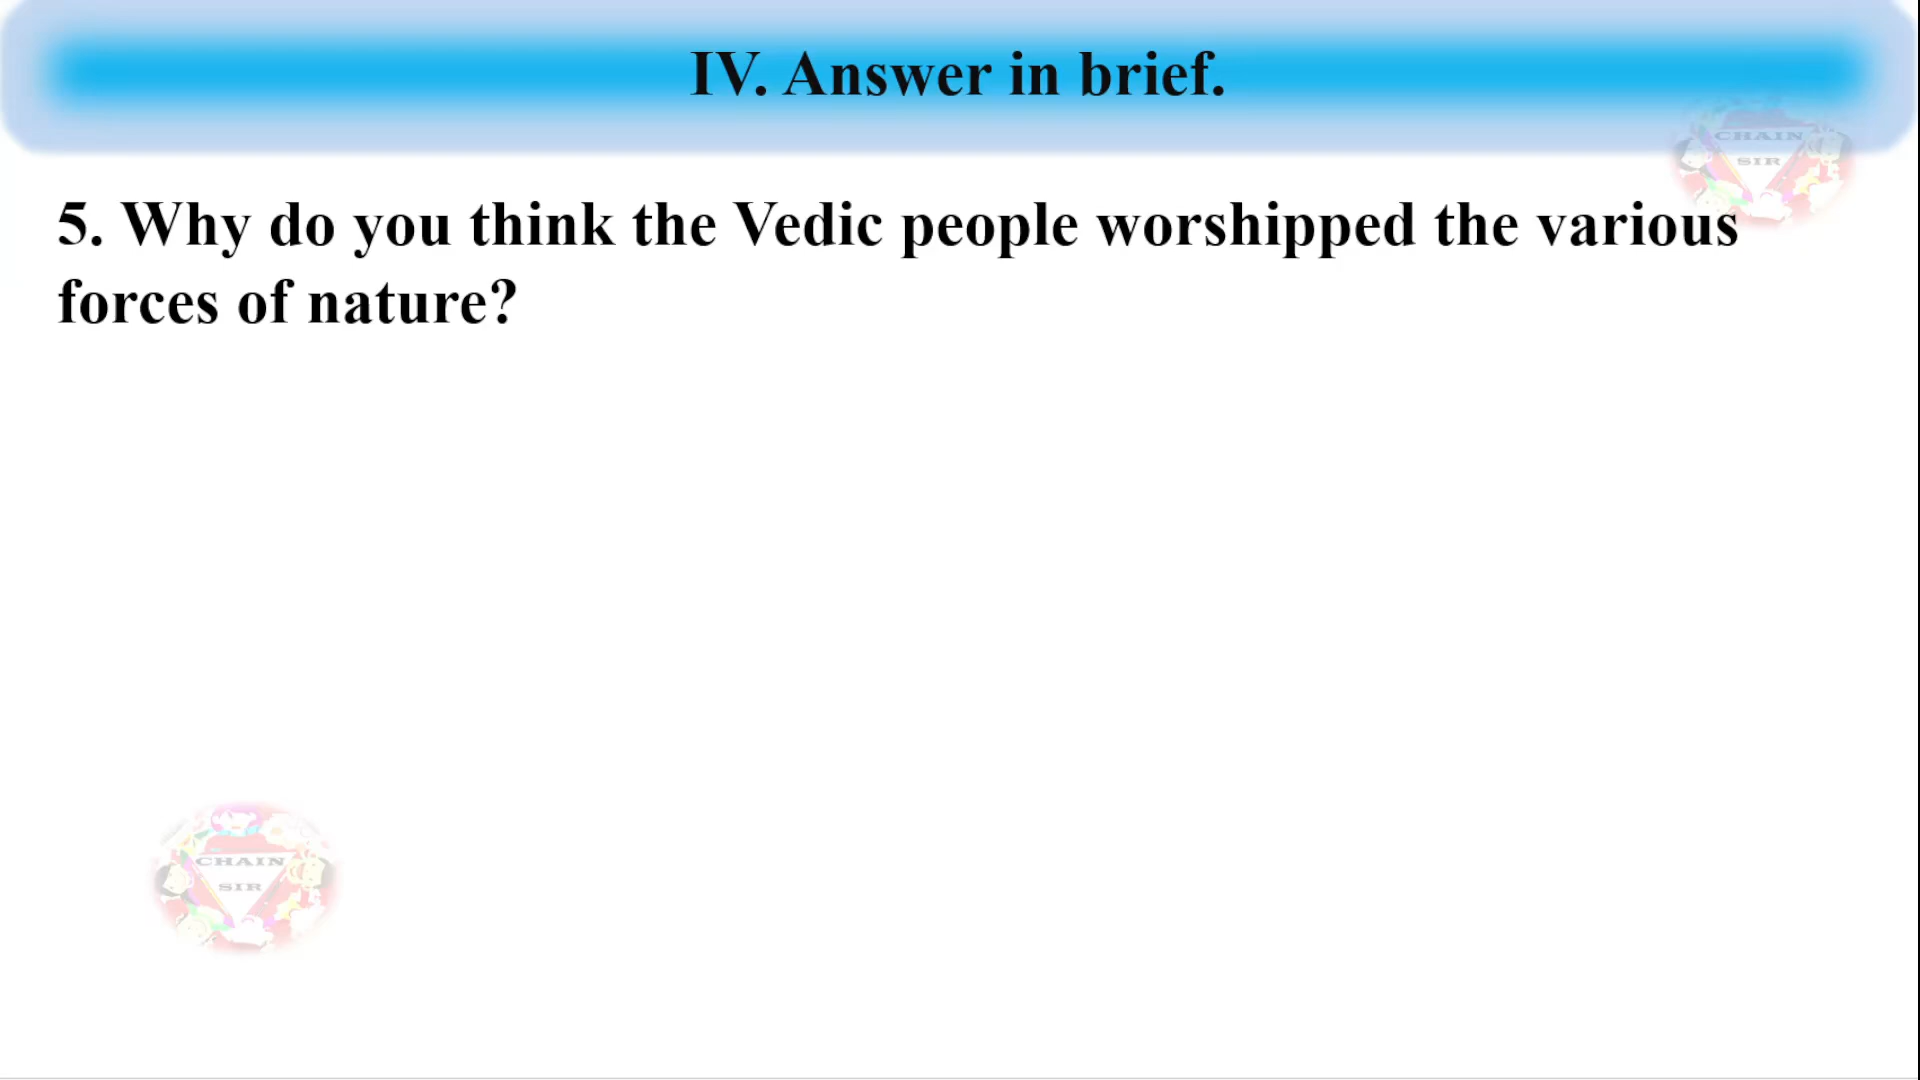 IV. Answer in brief.
CHAIN
SIR
5. Why do you think the Vedic people worshipped the various
forces of nature?
CHAIN
SIR